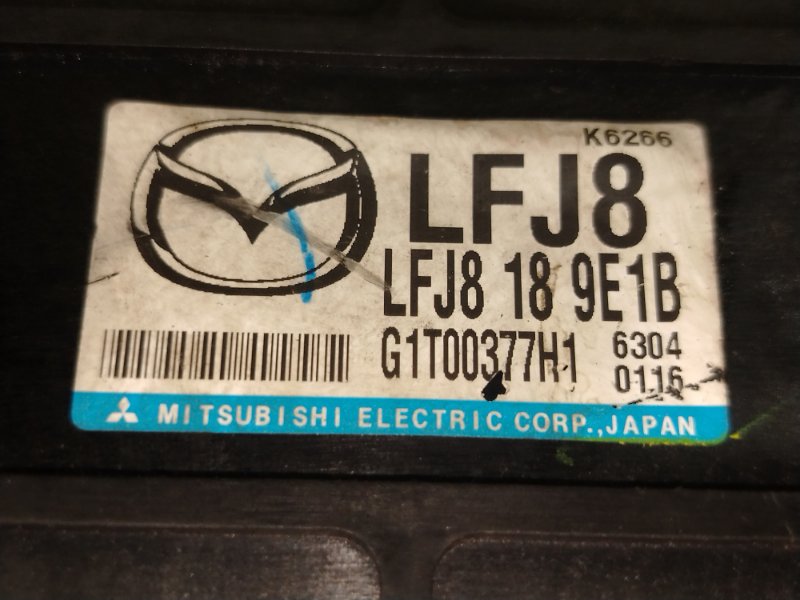 K6266
LFJ8
LFJ8 18 9E1B
G1T00377H1 6304
0116
MITSUBISHI ELECTRIC CORP.,JAPAN